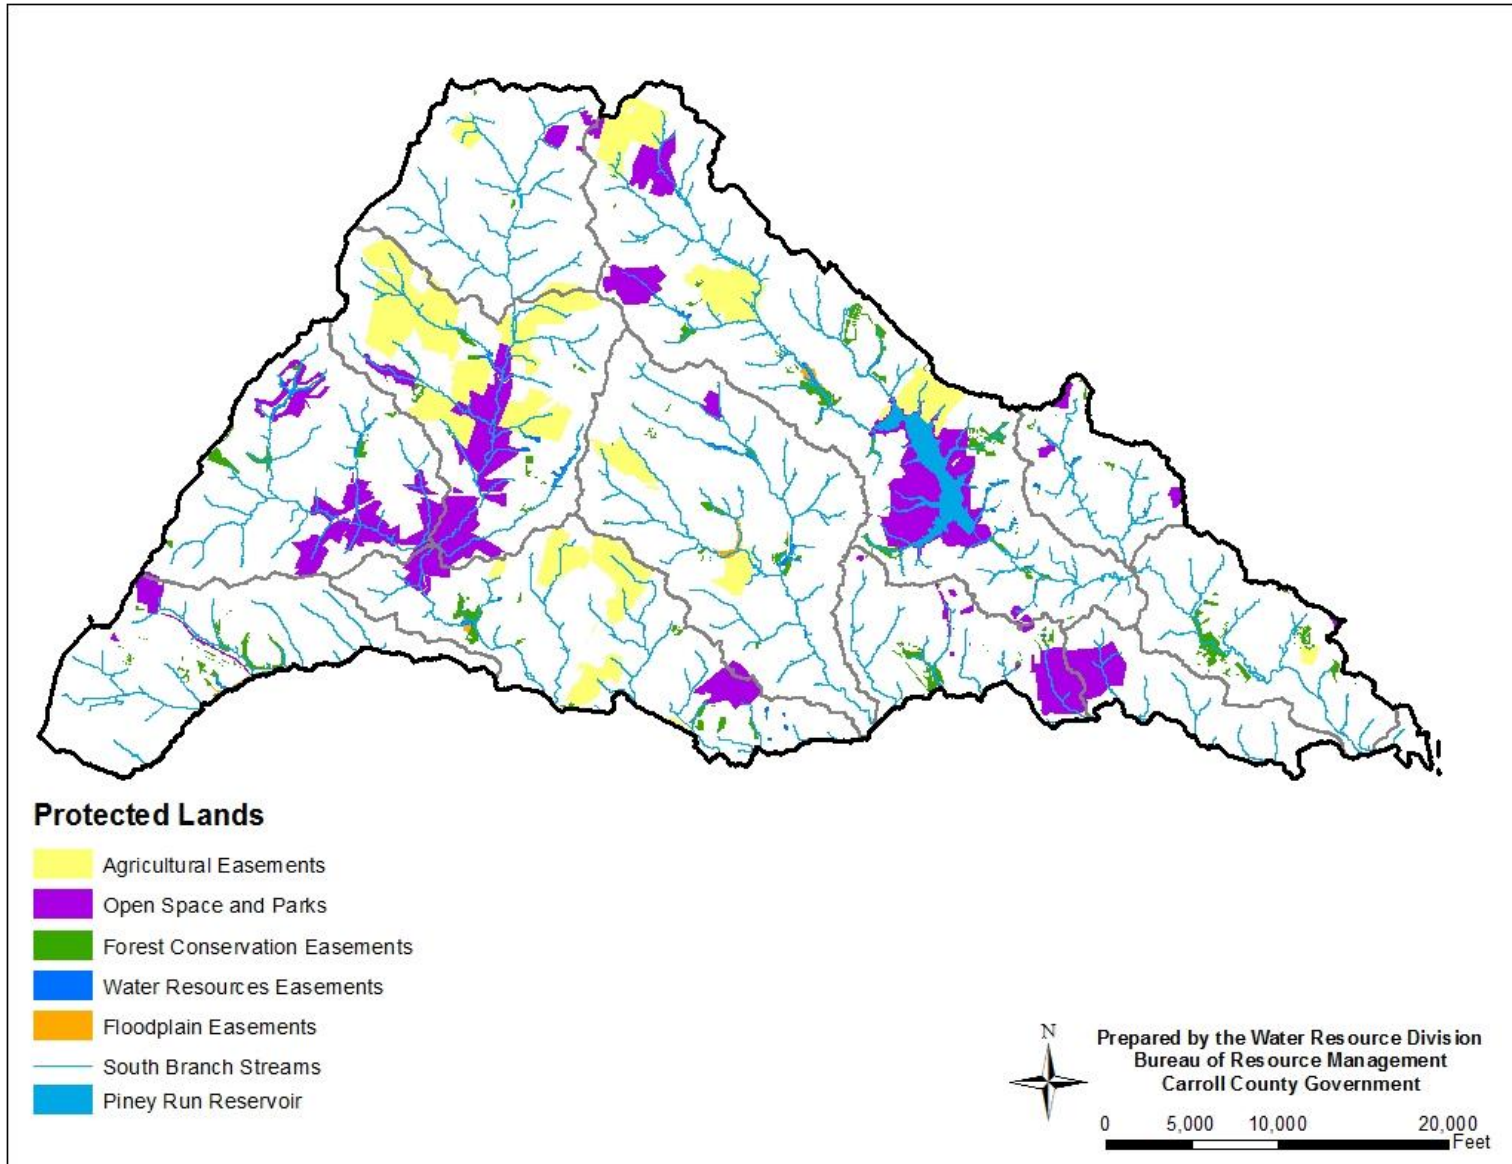 Protected Lands
Agricultural Easements
Open Space and Parks
Forest Conservation Easements
Water Resources Easements
Floodplain Easements
South Branch Streams
Piney Run Reservoir
N
Prepared by the Water Resource Division
Bureau of Resource Management
Carroll County Government
0 5,000 10,000 20,000
Feet